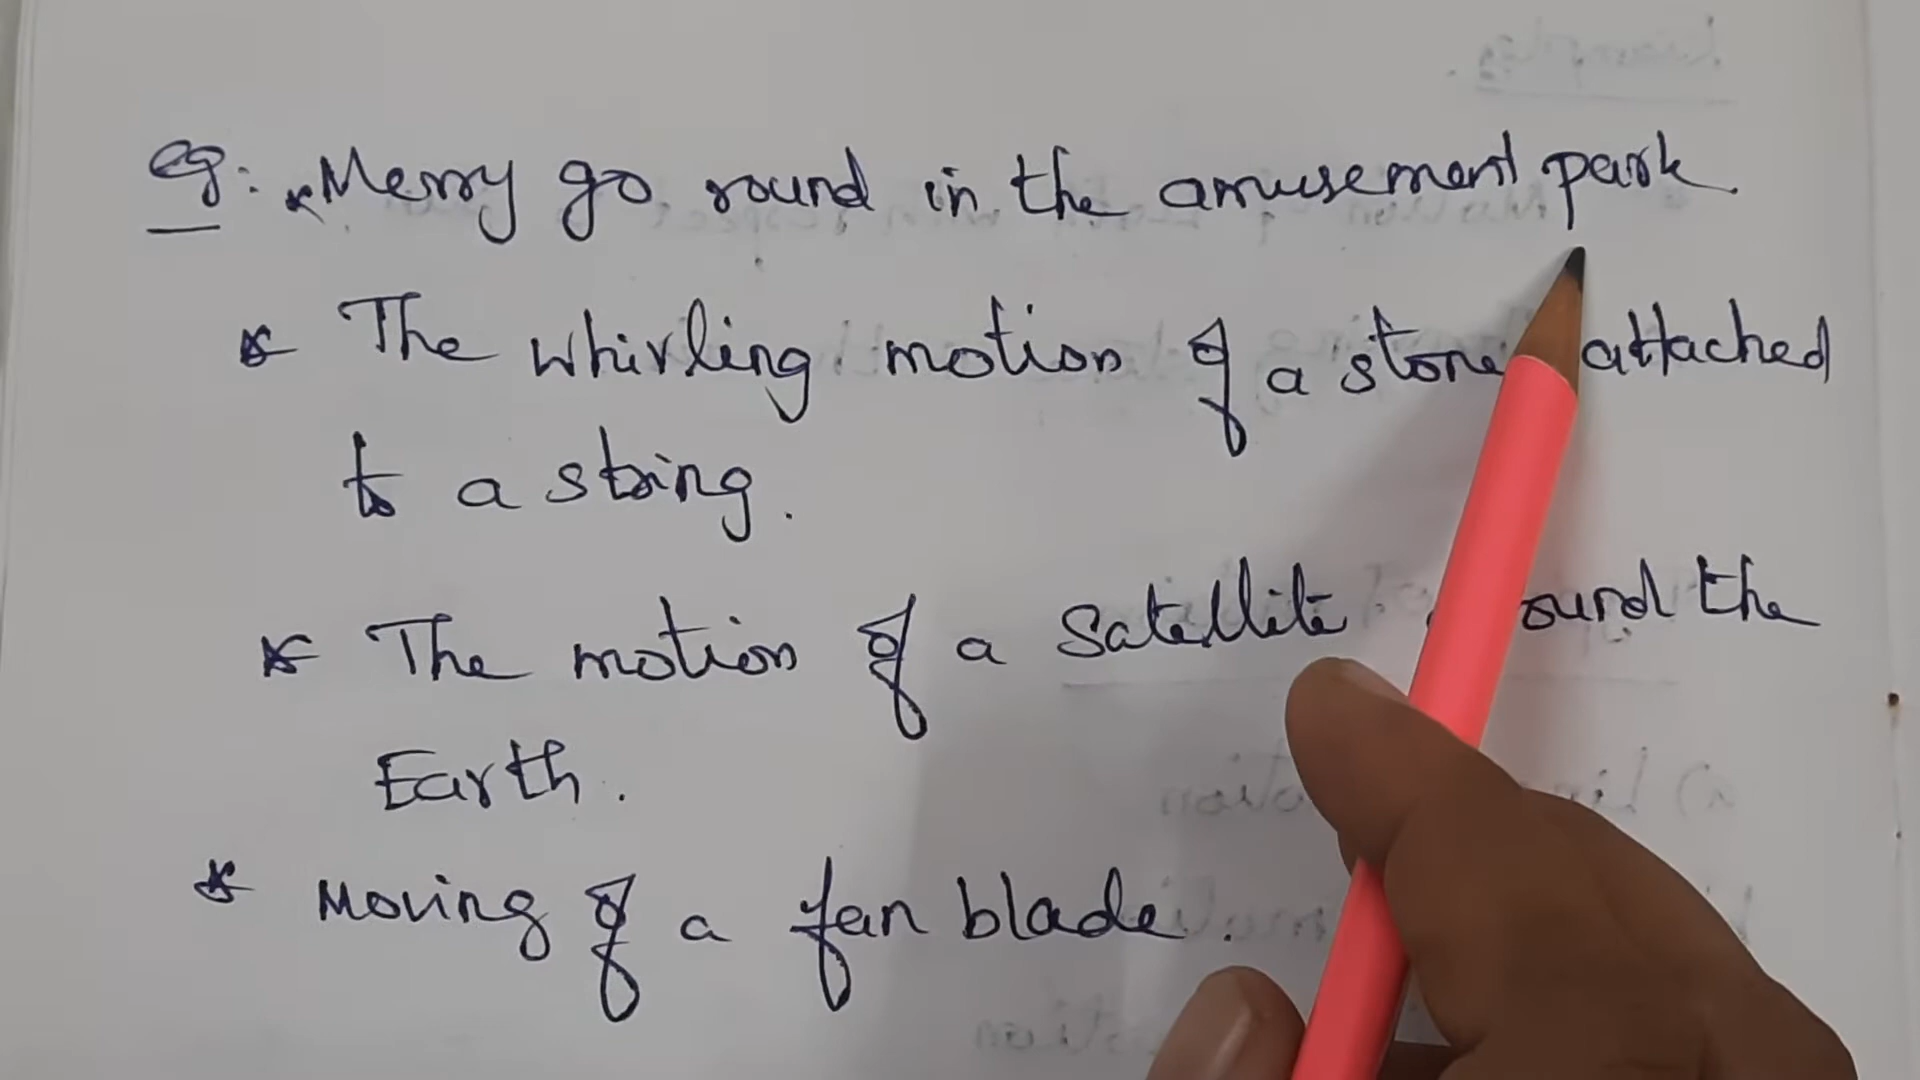 eg: * Merry go round in the amusement park.
* The whirling motion of a stone attached
to a string.
* The motion of a Satellite ound the
Earth.
* Moving of a fan blade.